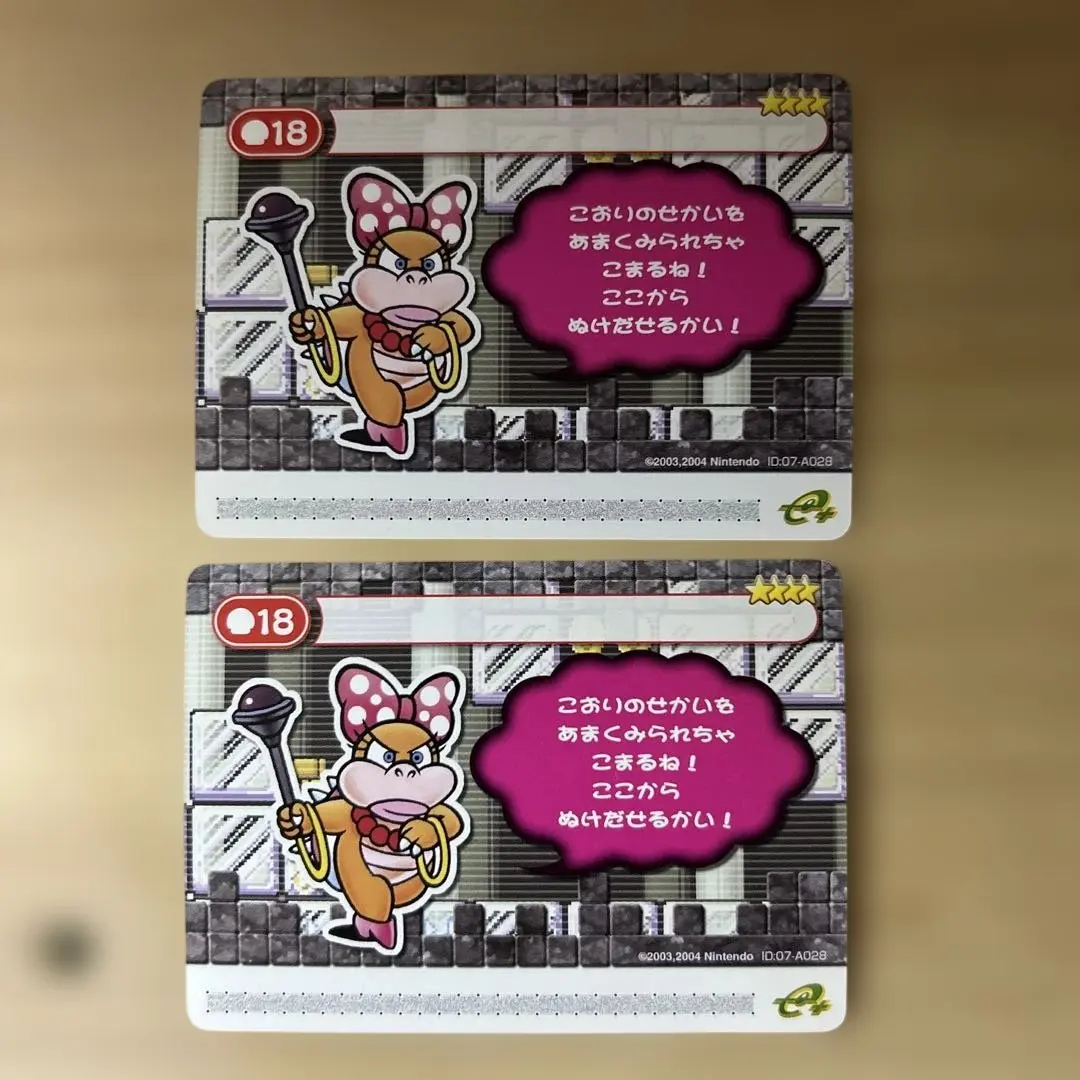 18
こおりのせかいを
あまくみられちゃ
こまるね!
ここから
ぬけだせるかい!
©2003,2004 Nintendo ID:07-A028
e+
18
こおりのせかいを
あまくみられちゃ
こまるね!
ここから
ぬけだせるかい!
©2003,2004 Nintendo ID:07-A028
e+